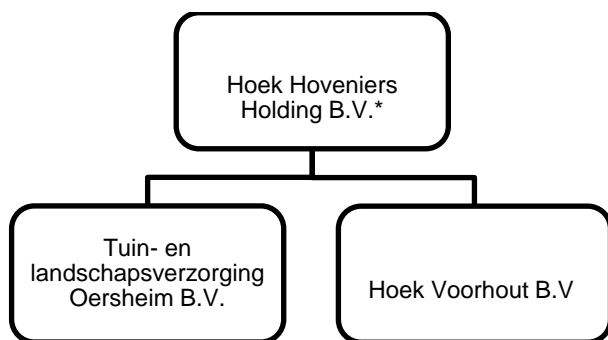 Hoek Hoveniers
Holding B.V.*
Tuin- en
landschapsverzorging
Oersheim B.V.
Hoek Voorhout B.V